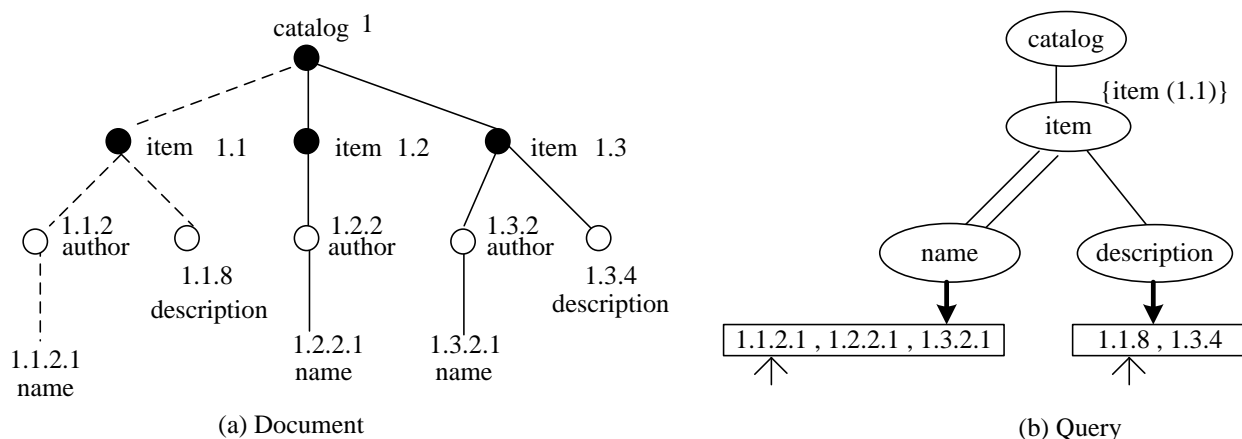 catalog 1
item 1.1
item 1.2
item 1.3
1.1.2
author
1.1.8
description
1.2.2
author
1.3.2
author
1.3.4
description
1.1.2.1
name
1.2.2.1
name
1.3.2.1
name
(a) Document
catalog
{item (1.1)}
item
name
description
1.1.2.1 , 1.2.2.1 , 1.3.2.1
1.1.8 , 1.3.4
(b) Query